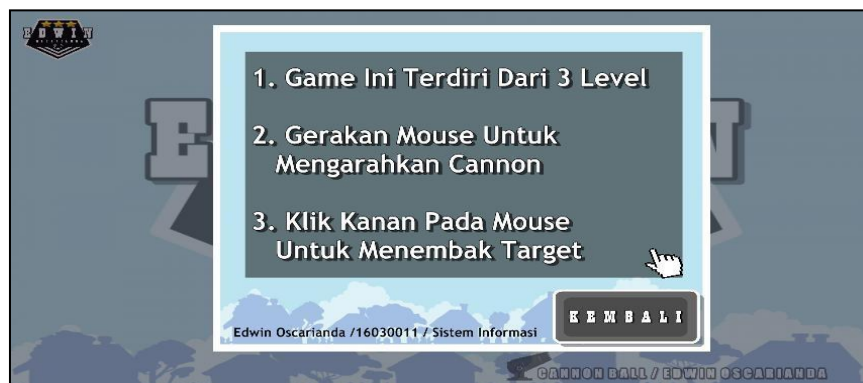 EDWIN
1. Game Ini Terdiri Dari 3 Level
2. Gerakan Mouse Untuk
Mengarahkan Cannon
3. Klik Kanan Pada Mouse
Untuk Menembak Target
KEMBALI
Edwin Oscarianda /16030011 / Sistem Informasi
CANNON BALL / EDWIN OSCARIANDA